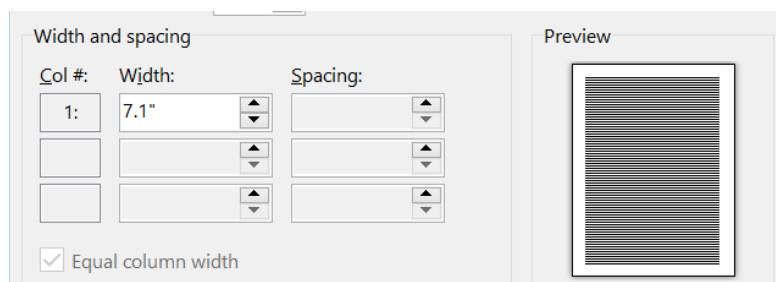 Width and spacing
Preview
Col #: Width: Spacing:
1: 7.1"
Equal column width